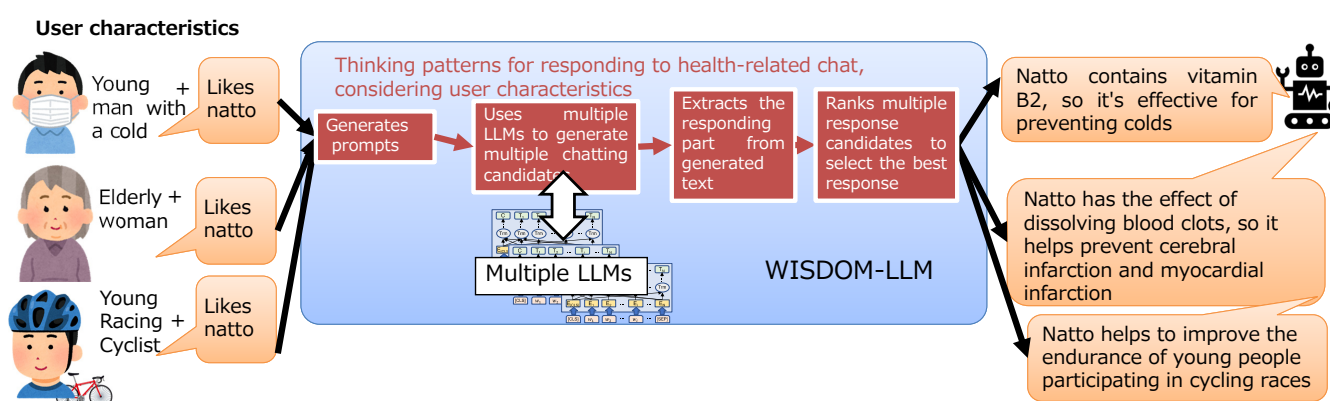 User characteristics
Young +
man with
a cold
Likes
natto
Elderly +
woman
Likes
natto
Young
Racing +
Cyclist
Likes
natto
Thinking patterns for responding to health-related chat,
considering user characteristics
Generates
prompts
Uses multiple
LLMs to generate
multiple chatting
candidates
Extracts the
responding
part from
generated
text
Ranks multiple
response
candidates to
select the best
response
Multiple LLMs
WISDOM-LLM
Natto contains vitamin
B2, so it's effective for
preventing colds
Natto has the effect of
dissolving blood clots, so it
helps prevent cerebral
infarction and myocardial
infarction
Natto helps to improve the
endurance of young people
participating in cycling races